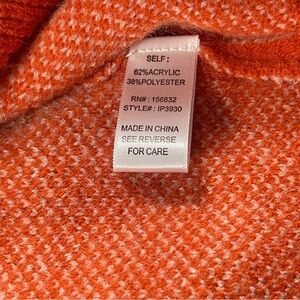 SELF :
62%ACRYLIC
38%POLYESTER
RN# : 156832
STYLE# : IP3930
MADE IN CHINA
SEE REVERSE
FOR CARE